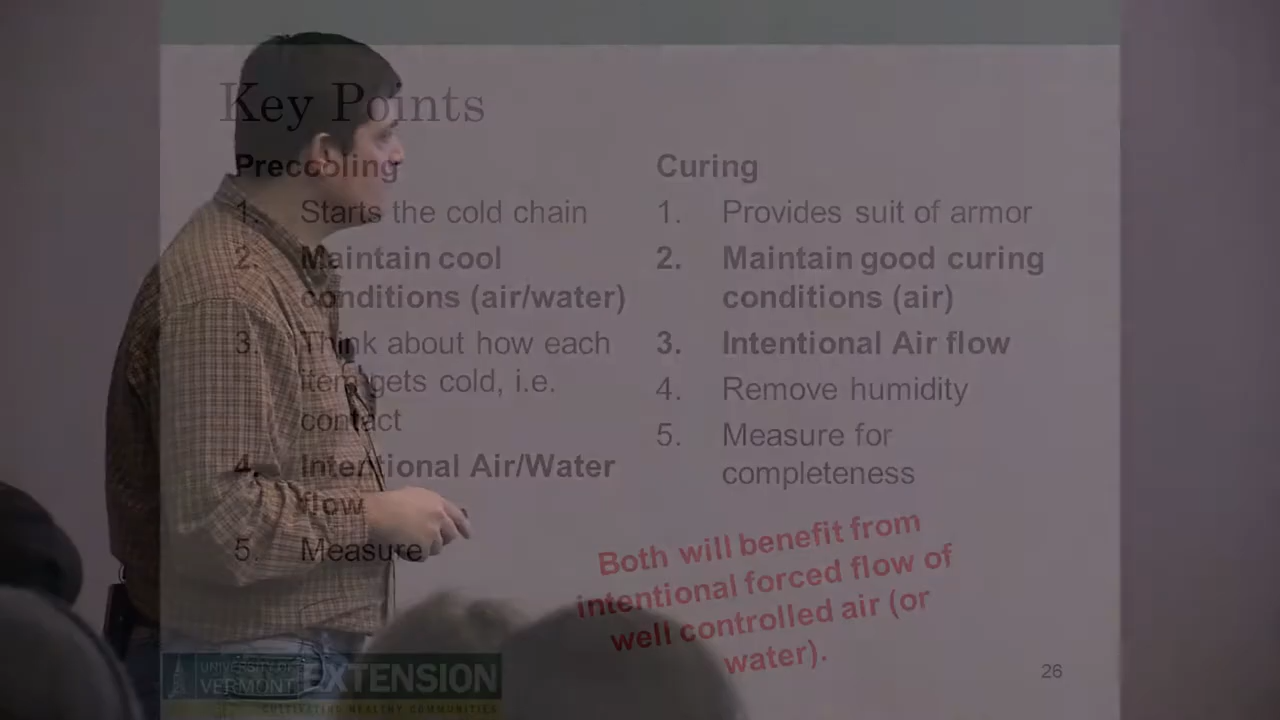 Key Points
Precooling
1. Starts the cold chain
2. Maintain cool
conditions (air/water)
3. Think about how each
item gets cold, i.e.
contact
4. Intentional Air/Water
flow
5. Measure
Curing
1. Provides suit of armor
2. Maintain good curing
conditions (air)
3. Intentional Air flow
4. Remove humidity
5. Measure for
completeness
Both will benefit from
intentional forced flow of
well controlled air (or
water).
UNIVERSITY OF
VERMONT
EXTENSION
CULTIVATING HEALTHY COMMUNITIES
26